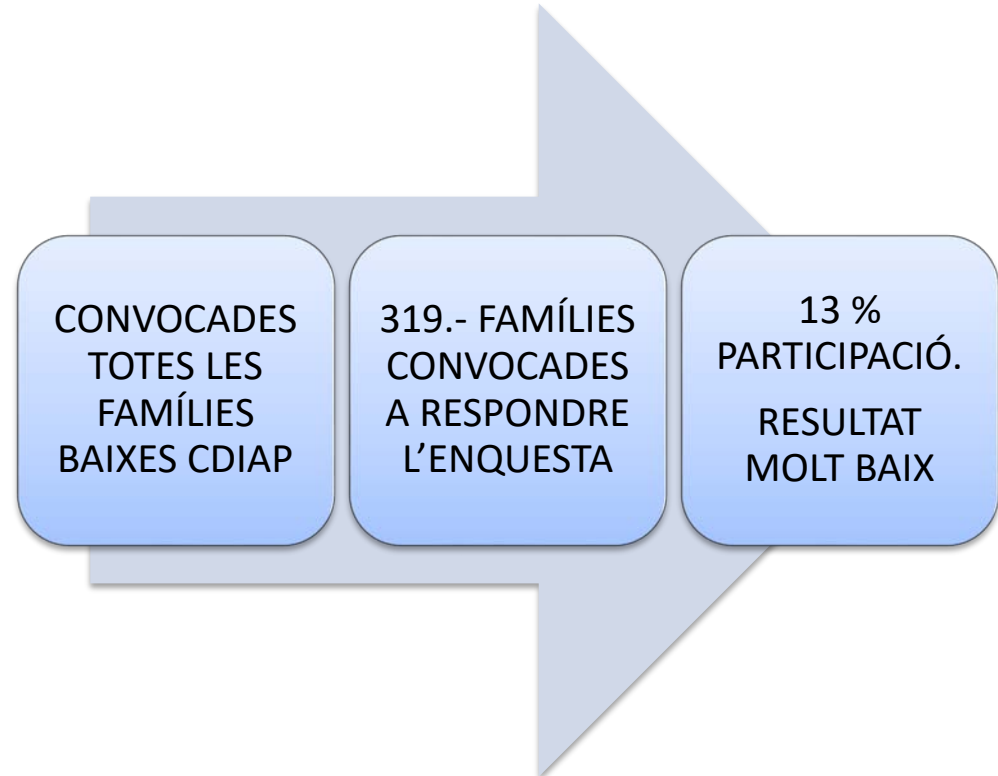 CONVOCADES
TOTES LES
FAMÍLIES
BAIXES CDIAP
319.- FAMÍLIES
CONVOCADES
A RESPONDRE
L’ENQUESTA
13 %
PARTICIPACIÓ.
RESULTAT
MOLT BAIX